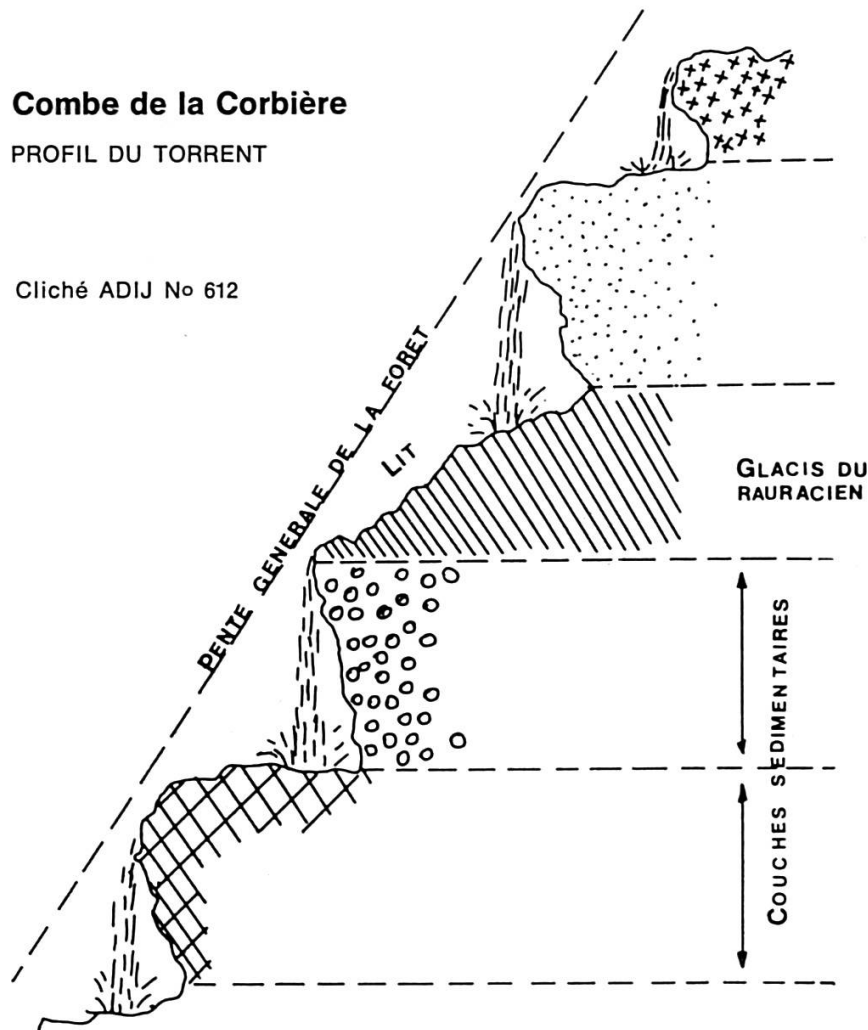 Combe de la Corbière
PROFIL DU TORRENT
Cliché ADIJ No 612
PENTE GENERALE DE LA FORET
LIT
GLACIS DU
RAURACIEN
COUCHES SEDIMENTAIRES